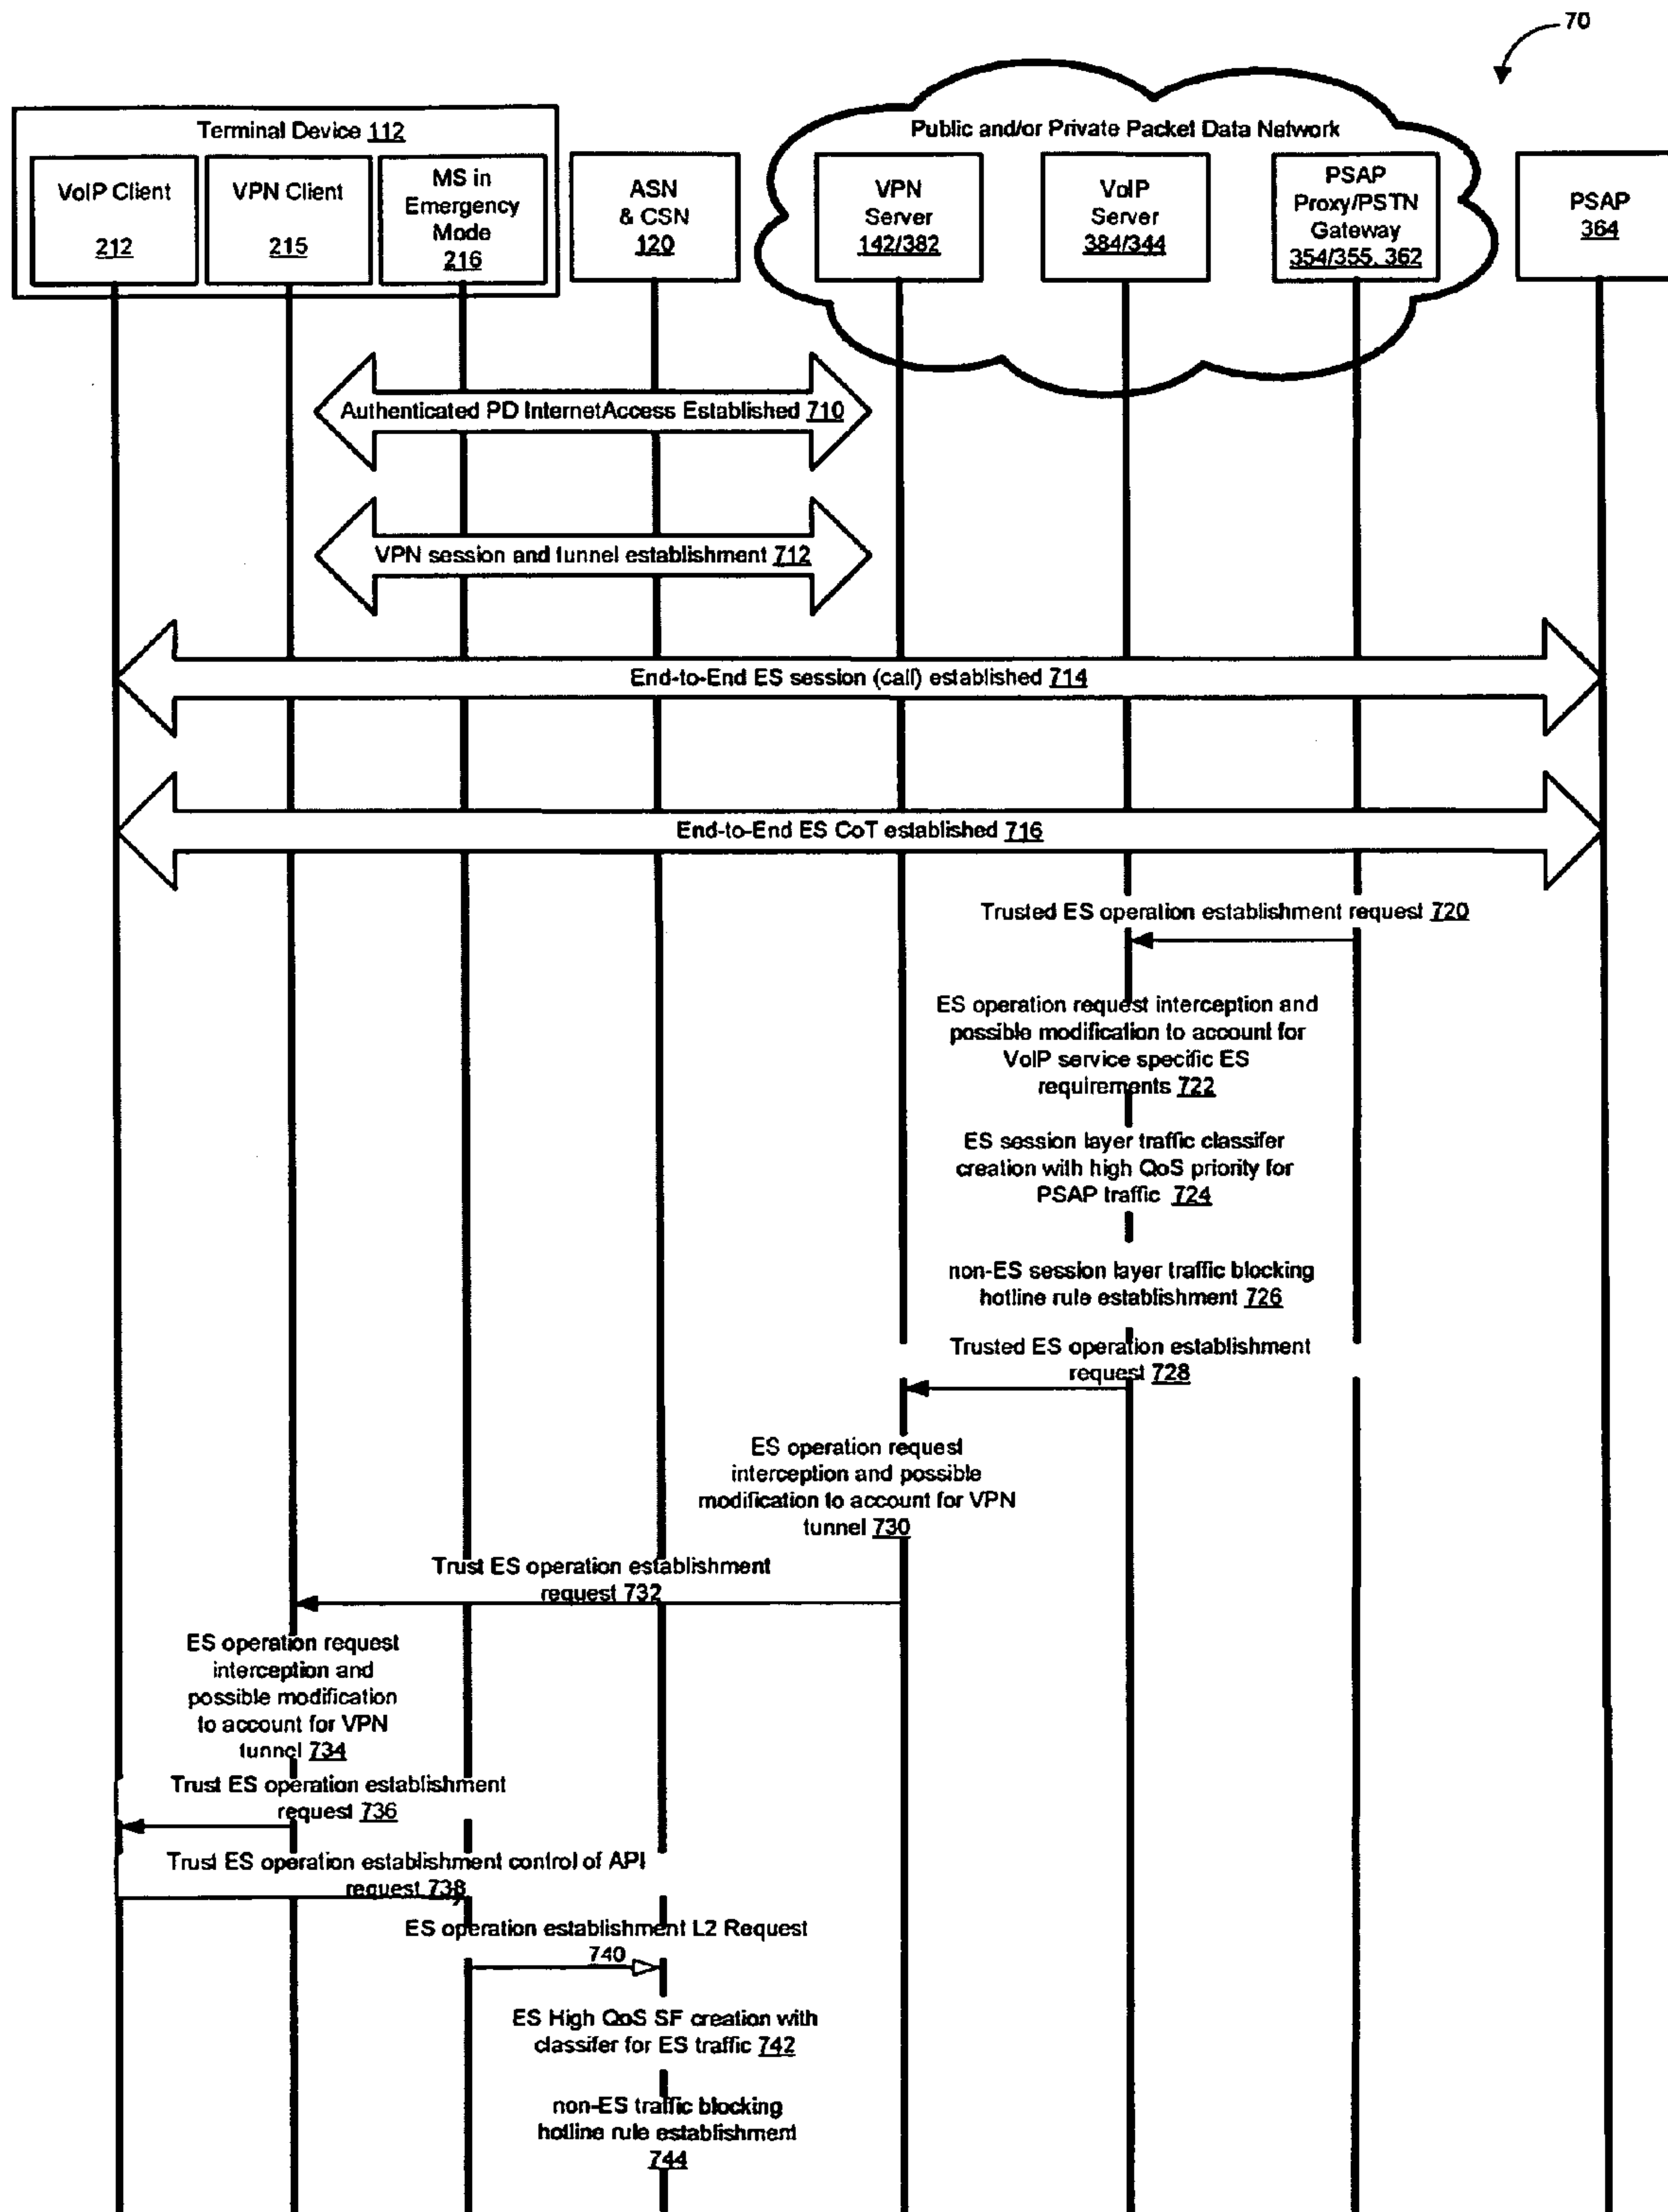 70
Terminal Device 112
Public and/or Private Packet Data Network
VoIP Client
212
VPN Client
215
MS in
Emergency
Mode
216
ASN
& CSN
120
VPN
Server
142/382
VoIP
Server
384/344
PSAP
Proxy/PSTN
Gateway
354/355, 362
PSAP
364
Authenticated PD InternetAccess Established 710
VPN session and tunnel establishment 712
End-to-End ES session (call) established 714
End-to-End ES CoT established 716
Trusted ES operation establishment request 720
ES operation request interception and
possible modification to account for
VoIP service specific ES
requirements 722
ES session layer traffic classifer
creation with high QoS priority for
PSAP traffic 724
non-ES session layer traffic blocking
hotline rule establishment 726
Trusted ES operation establishment
request 728
ES operation request
interception and possible
modification to account for VPN
tunnel 730
Trust ES operation establishment
request 732
ES operation request
interception and
possible modification
to account for VPN
tunnel 734
Trust ES operation establishment
request 736
Trust ES operation establishment control of API
request 738
ES operation establishment L2 Request
740
ES High QoS SF creation with
classifer for ES traffic 742
non-ES traffic blocking
hotline rule establishment
744